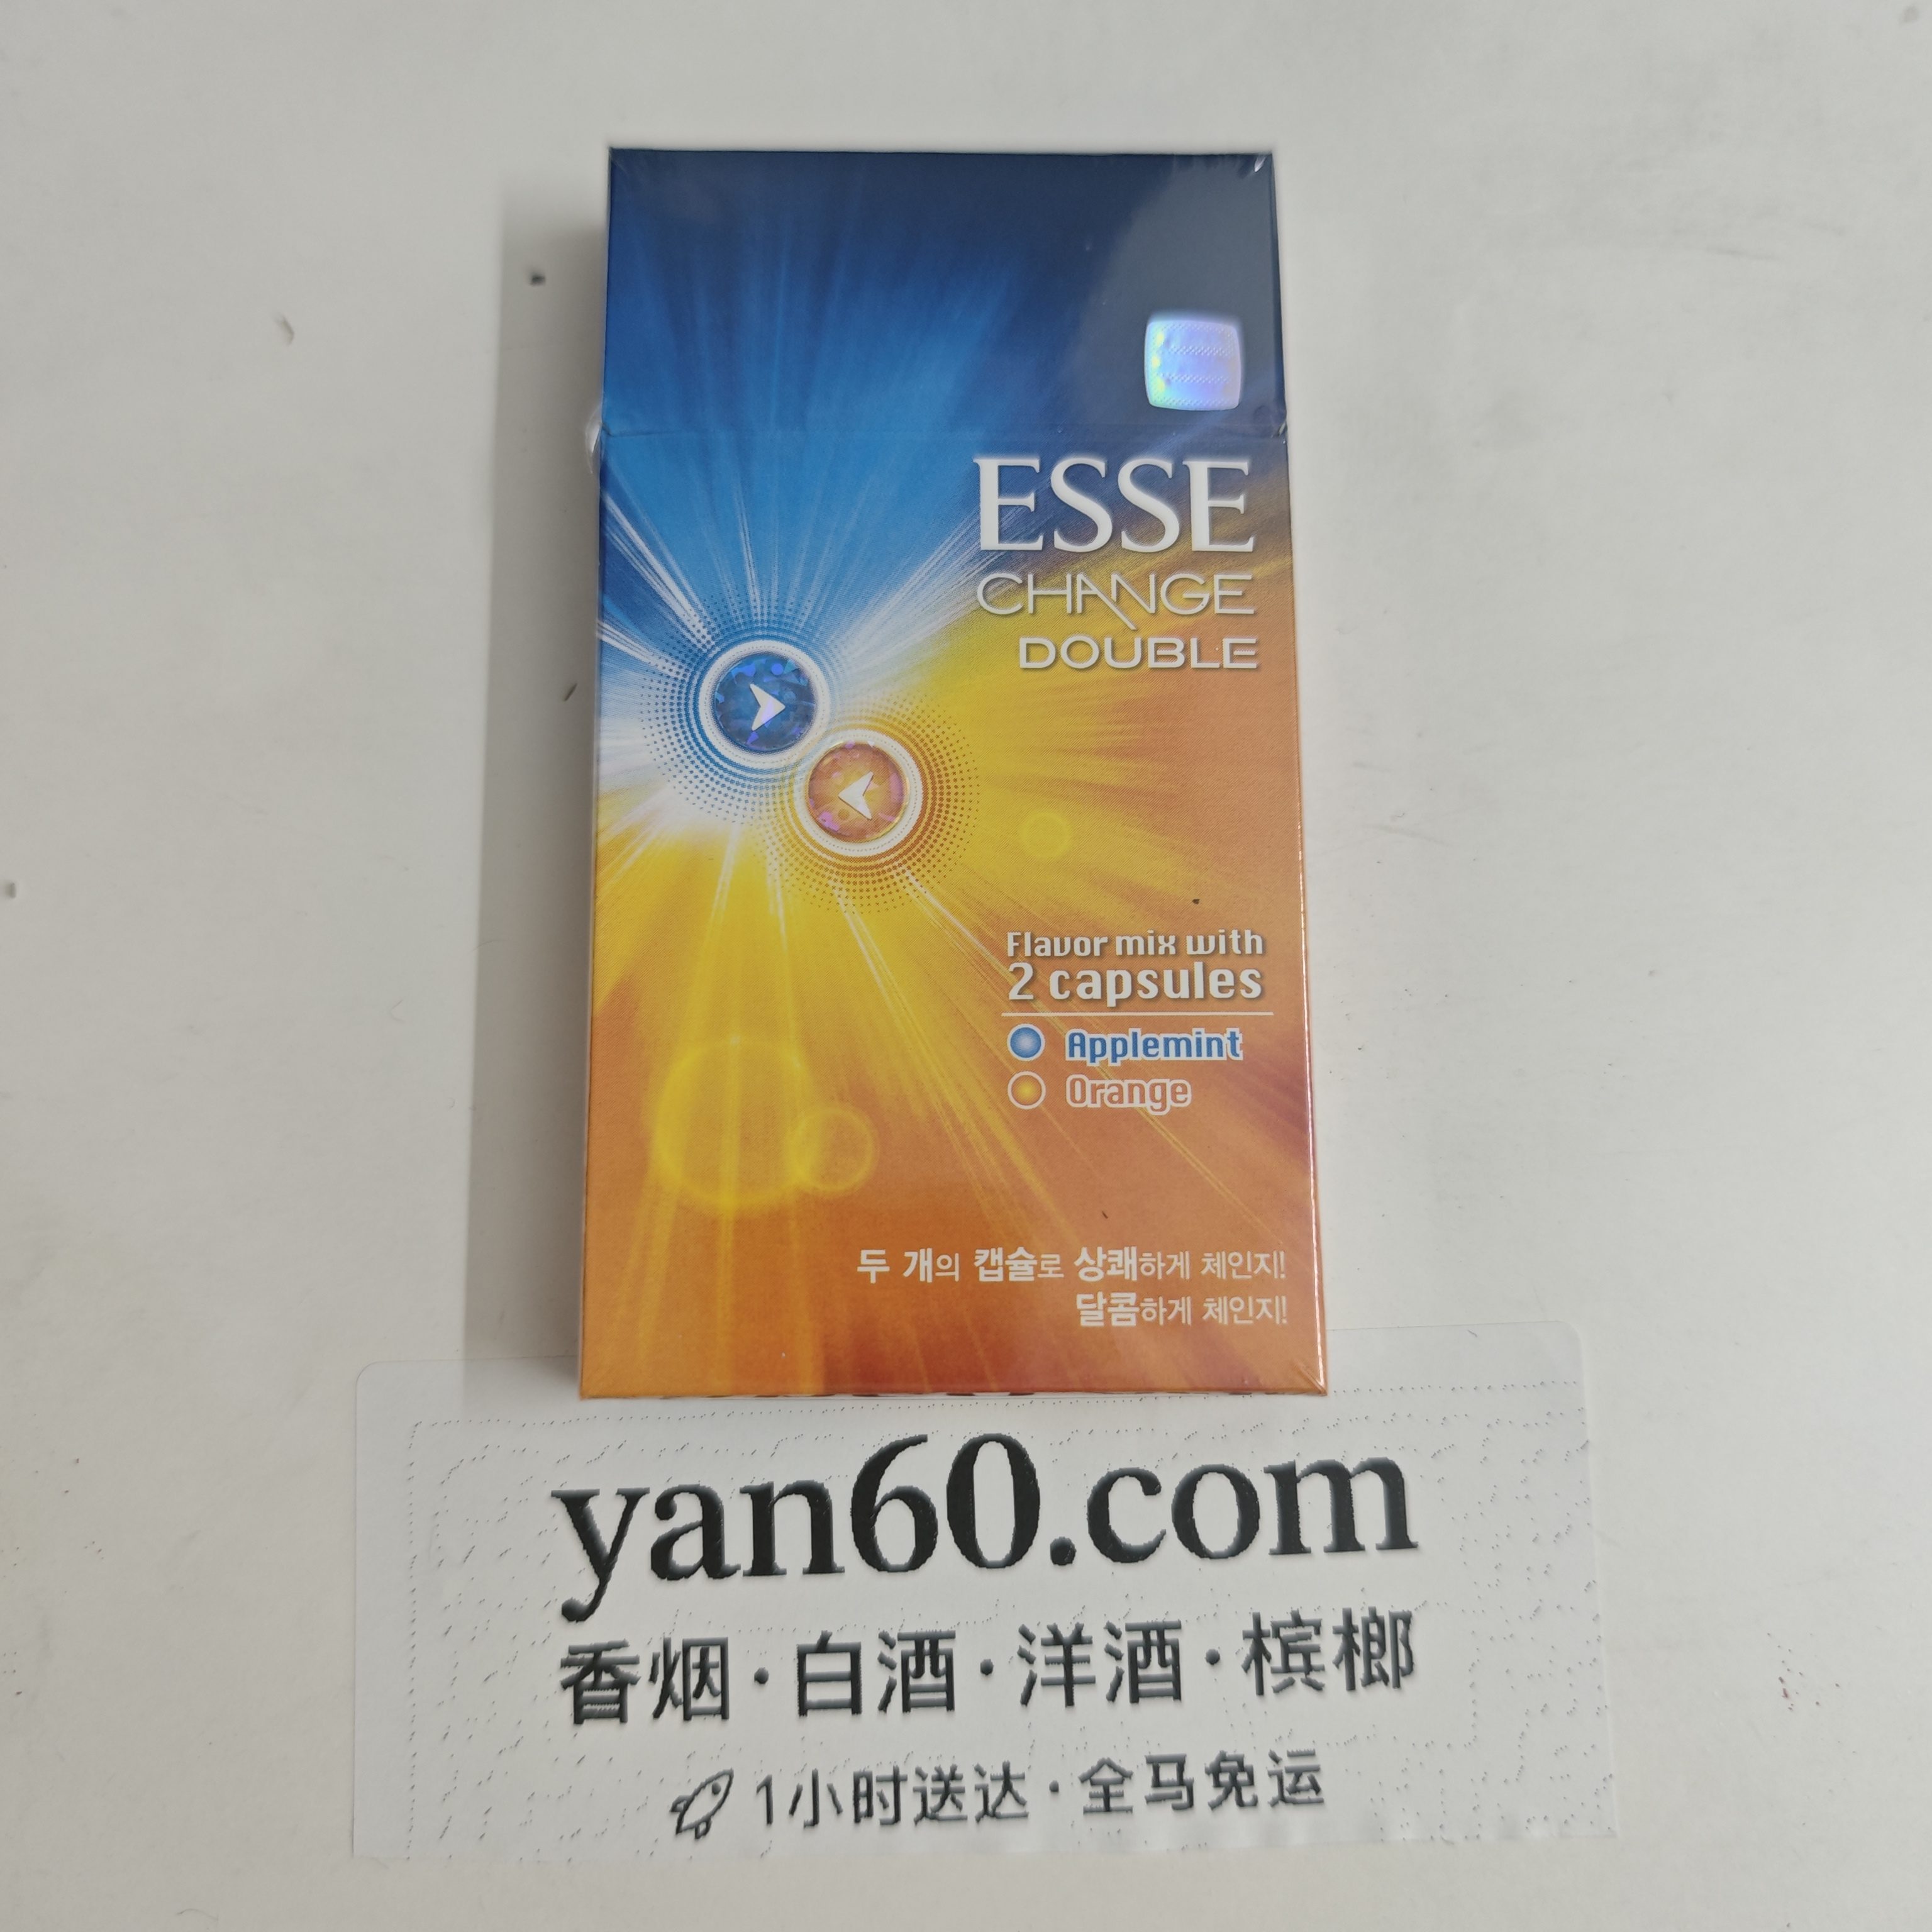 ESSE
CHANGE
DOUBLE
Flavor mix with
2 capsules
Applemint
Orange
두 개의 캡슐로 상쾌하게 체인지!
달콤하게 체인지!
yan60.com
香烟·白酒·洋酒·槟榔
1小时送达·全马免运